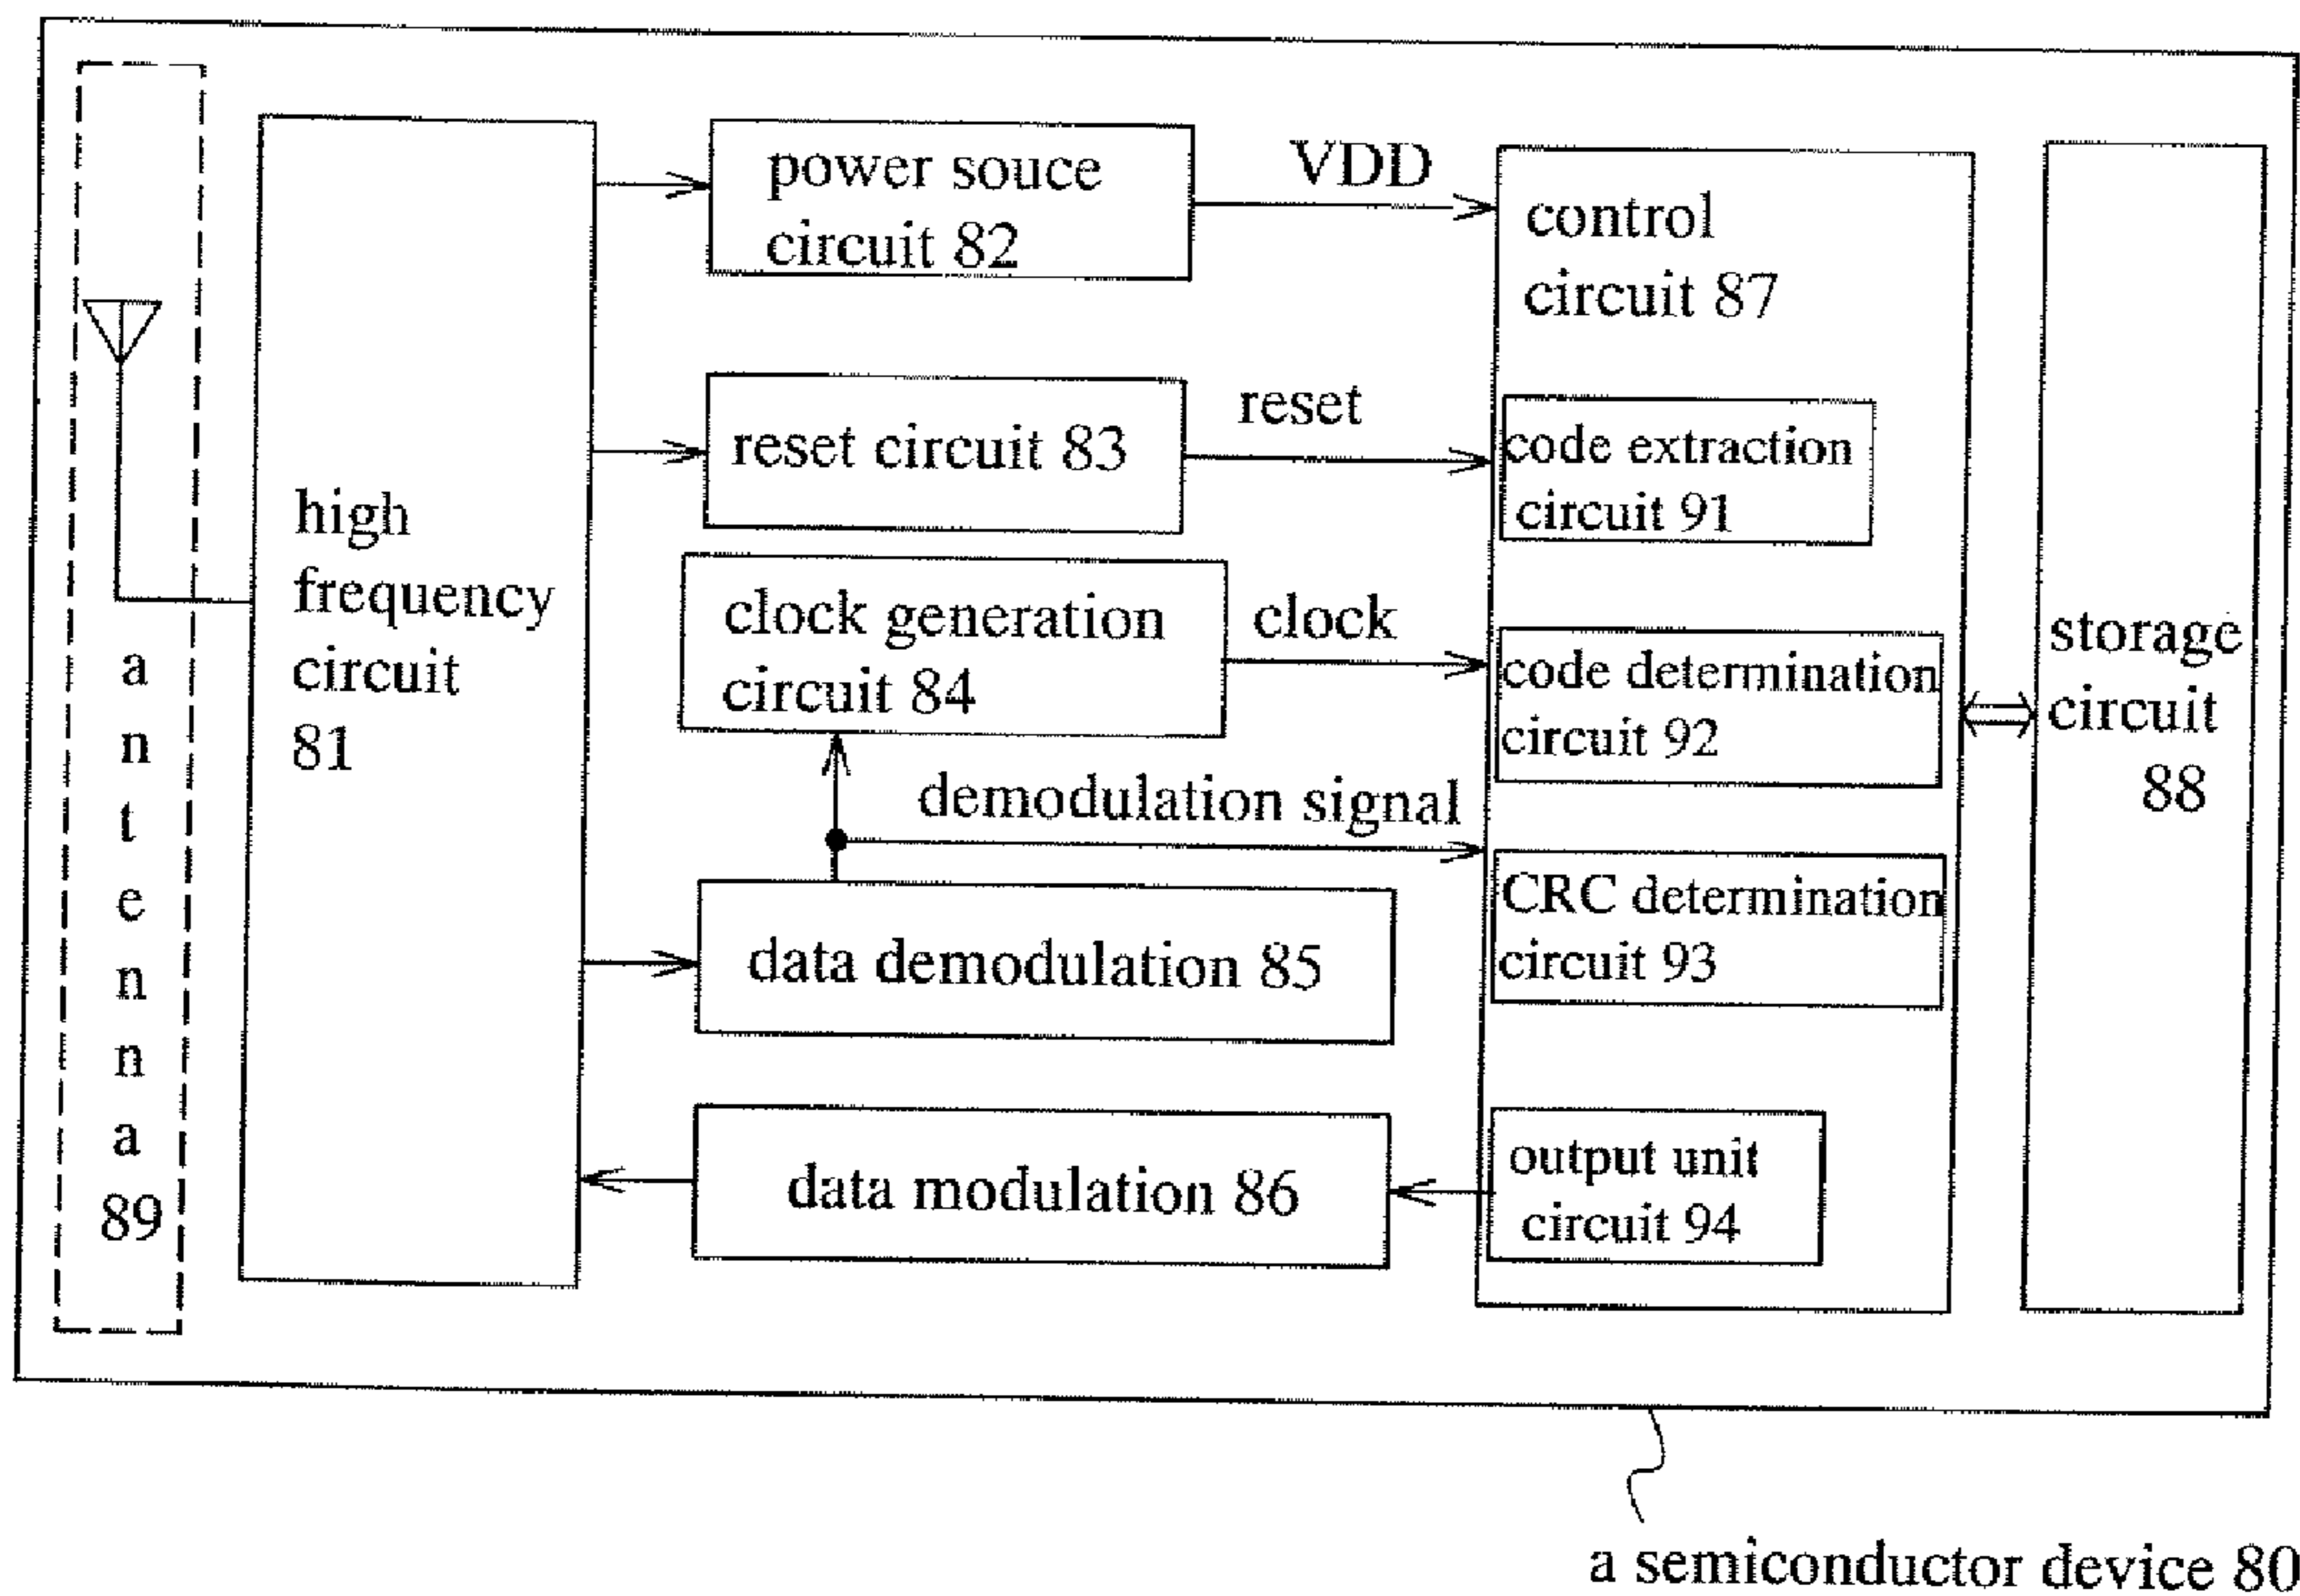 antenna
89
high
frequency
circuit
81
power souce
circuit 82
VDD
reset circuit 83
reset
clock generation
circuit 84
clock
demodulation signal
data demodulation 85
data modulation 86
control
circuit 87
code extraction
circuit 91
code determination
circuit 92
CRC determination
circuit 93
output unit
circuit 94
storage
circuit
88
a semiconductor device 80